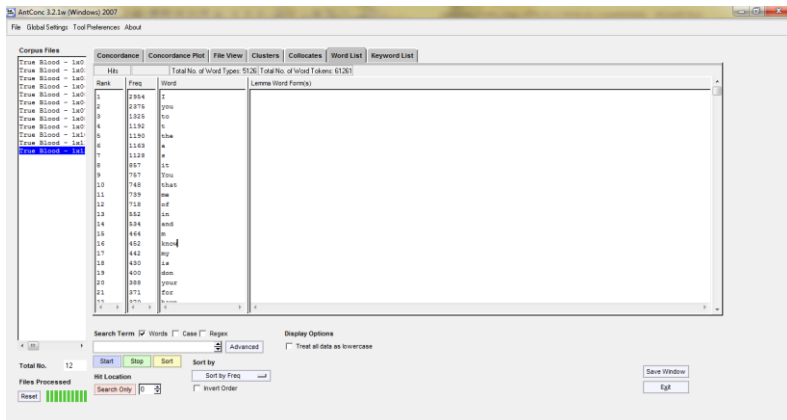 AntConc 3.2.1w (Windows) 2007
File Global Settings Tool Preferences About
Corpus Files
True Blood - 1x0
True Blood - 1x0
True Blood - 1x0
True Blood - 1x0
True Blood - 1x0
True Blood - 1x0
True Blood - 1x0
True Blood - 1x0
True Blood - 1x0
True Blood - 1x1
True Blood - 1x1
True Blood - 1x1
Total No. 12
Files Processed
Reset
Concordance Concordance Plot File View Clusters Collocates Word List Keyword List
Hits Total No. of Word Types: 5126 Total No. of Word Tokens: 61261
Rank Freq Word Lemma Word Form(s)
1 2954 I
2 2375 you
3 1325 to
4 1192 t
5 1190 the
6 1163 a
7 1128 s
8 857 it
9 757 You
10 748 that
11 739 me
12 718 of
13 552 in
14 534 and
15 464 m
16 452 know
17 442 my
18 430 is
19 400 don
20 388 your
21 371 for
Search Term Words Case Regex
Advanced
Start Stop Sort
Hit Location
Search Only 0
Sort by
Sort by Freq
Invert Order
Display Options
Treat all data as lowercase
Save Window
Exit